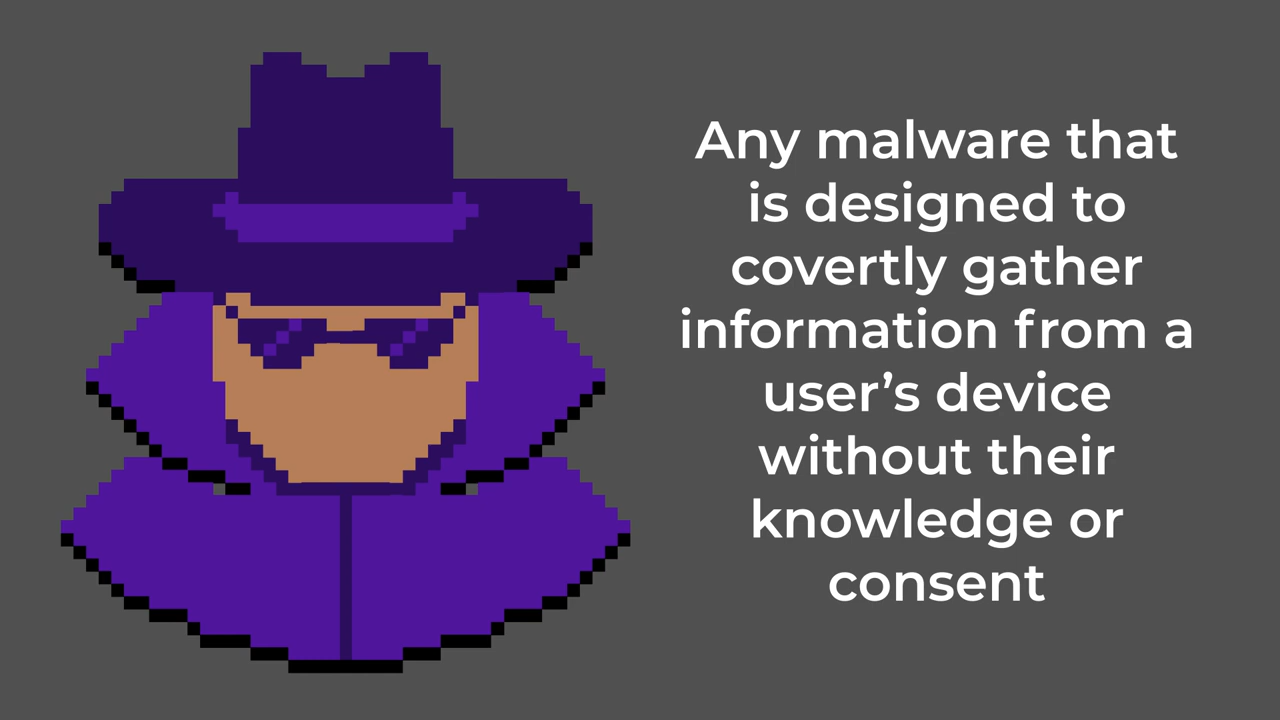 Any malware that
is designed to
covertly gather
information from a
user’s device
without their
knowledge or
consent